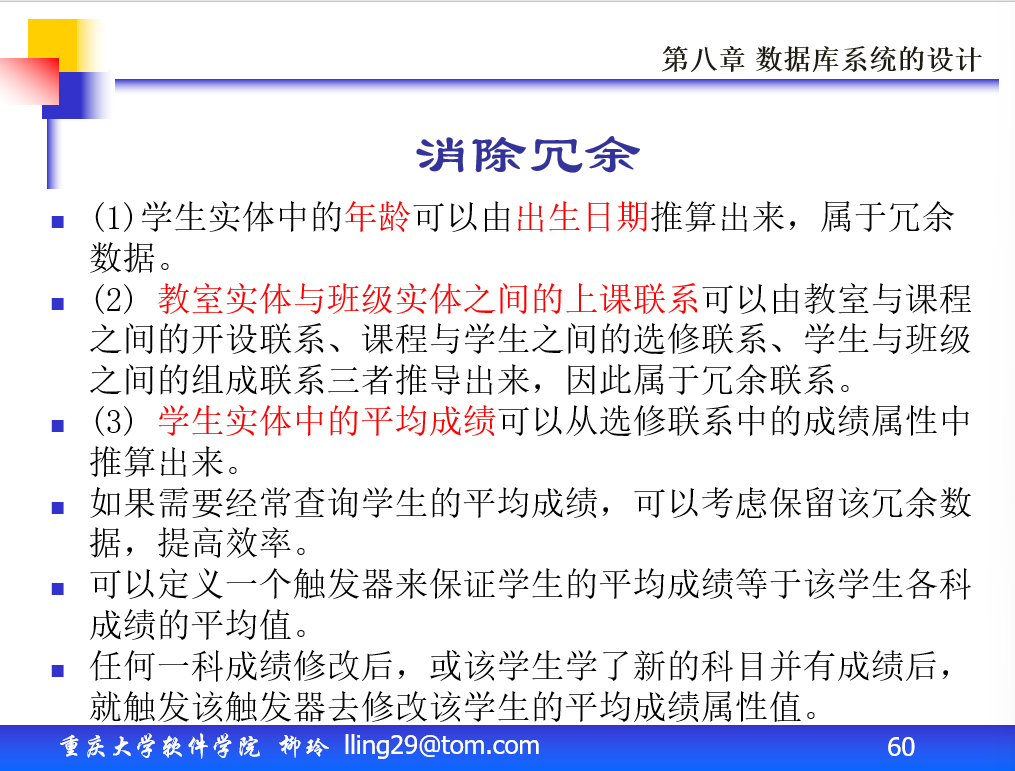 第八章 数据库系统的设计
消除冗余
(1)学生实体中的年龄可以由出生日期推算出来，属于冗余
数据。
(2) 教室实体与班级实体之间的上课联系可以由教室与课程
之间的开设联系、课程与学生之间的选修联系、学生与班级
之间的组成联系三者推导出来，因此属于冗余联系。
(3) 学生实体中的平均成绩可以从选修联系中的成绩属性中
推算出来。
如果需要经常查询学生的平均成绩，可以考虑保留该冗余数
据，提高效率。
可以定义一个触发器来保证学生的平均成绩等于该学生各科
成绩的平均值。
任何一科成绩修改后，或该学生学了新的科目并有成绩后，
就触发该触发器去修改该学生的平均成绩属性值。
重庆大学软件学院 柳玲 lling29@tom.com 60